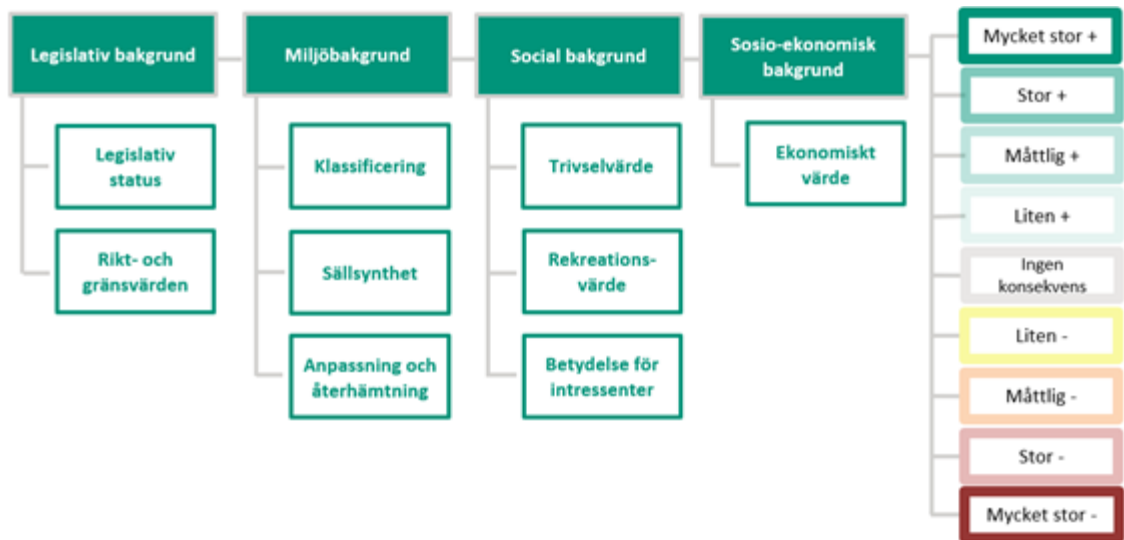 Legislativ bakgrund
Legislativ
status
Rikt- och
gränsvärden
Miljöbakgrund
Klassificering
Sällsynthet
Anpassning och
återhämtning
Social bakgrund
Trivselvärde
Rekreations-
värde
Betydelse för
intressenter
Sosio-ekonomisk
bakgrund
Ekonomiskt
värde
Mycket stor +
Stor +
Måttlig +
Liten +
Ingen
konsekvens
Liten -
Måttlig -
Stor -
Mycket stor -